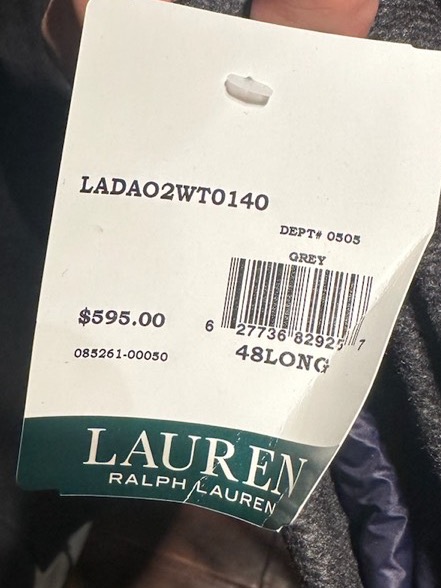 LADAO2WT0140
DEPT# 0505
GREY
$595.00
6 27736 82925 7
085261-00050
48LONG
LAUREN
RALPH LAUREN